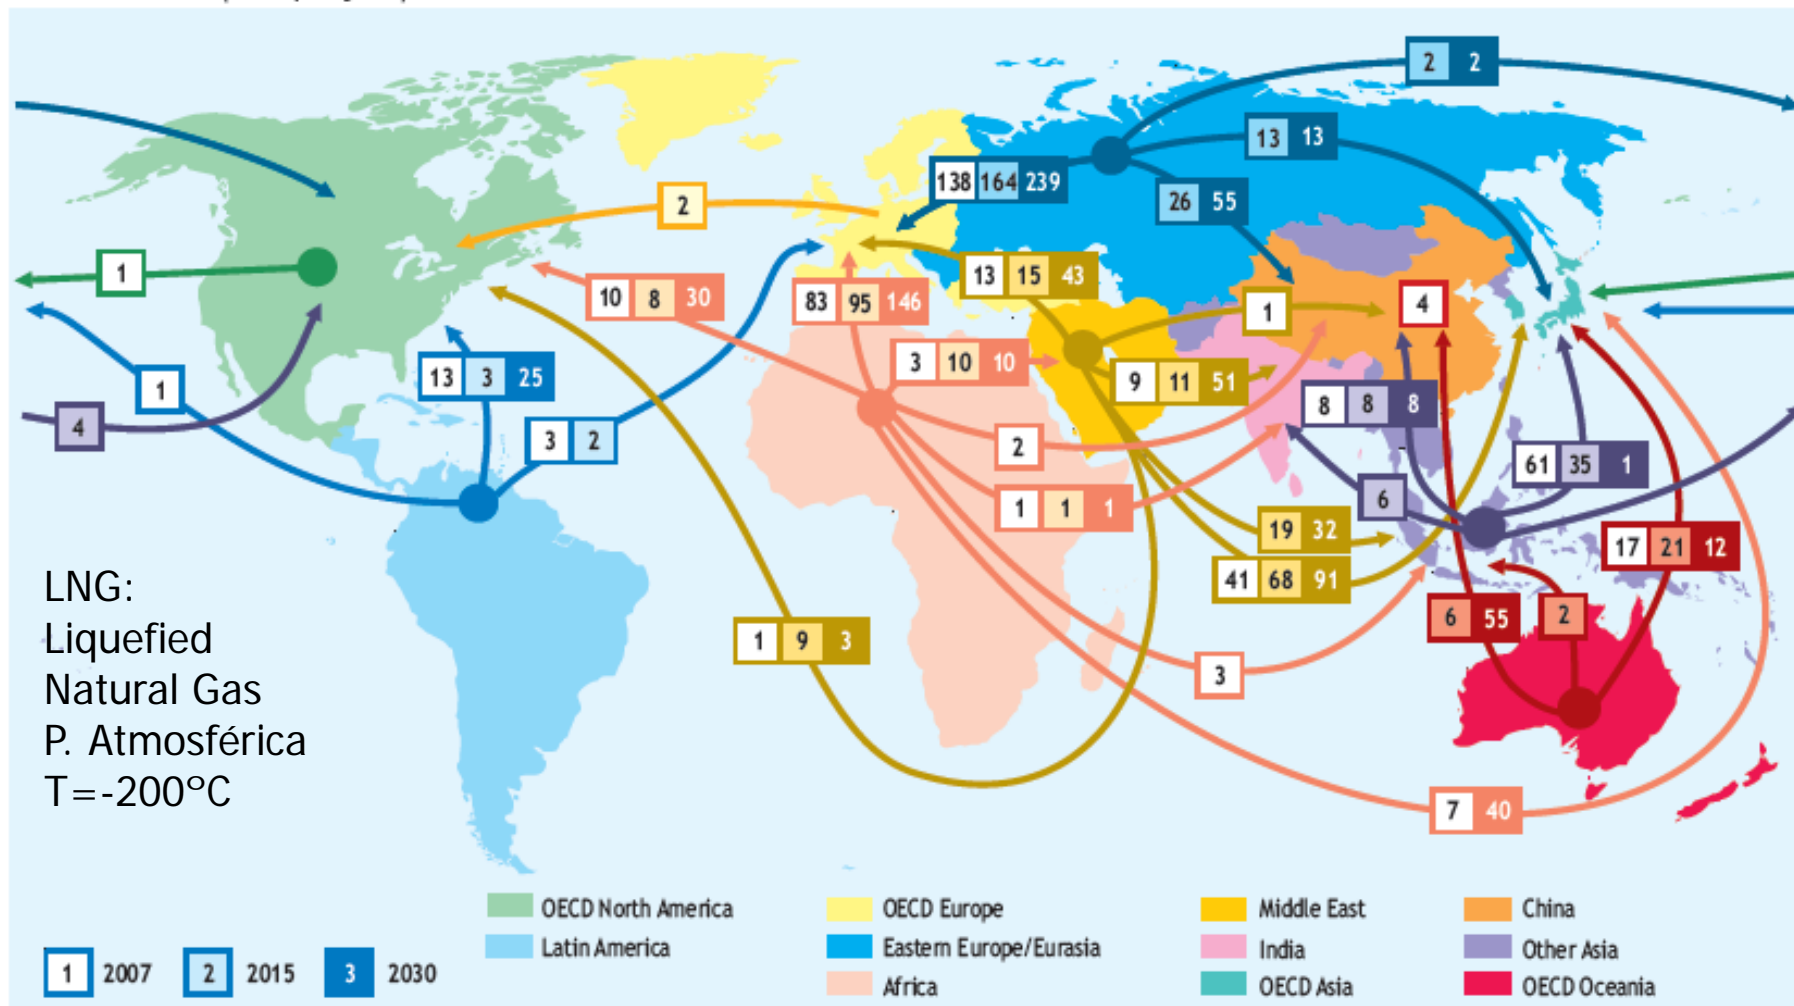 2 2
13 13
138 164 239
26 55
2
13 15 43
1
10 8 30
83 95 146
1
4
3 10 10
9 11 51
13 3 25
1
8 8 8
4
3 2
2
61 35 1
6
1 1 1
19 32
17 21 12
41 68 91
6 55
2
1 9 3
3
7 40
LNG:
Liquefied
Natural Gas
P. Atmosférica
T=-200°C
OECD North America
OECD Europe
Middle East
China
Latin America
Eastern Europe/Eurasia
India
Other Asia
Africa
OECD Asia
OECD Oceania
1 2007 2 2015 3 2030